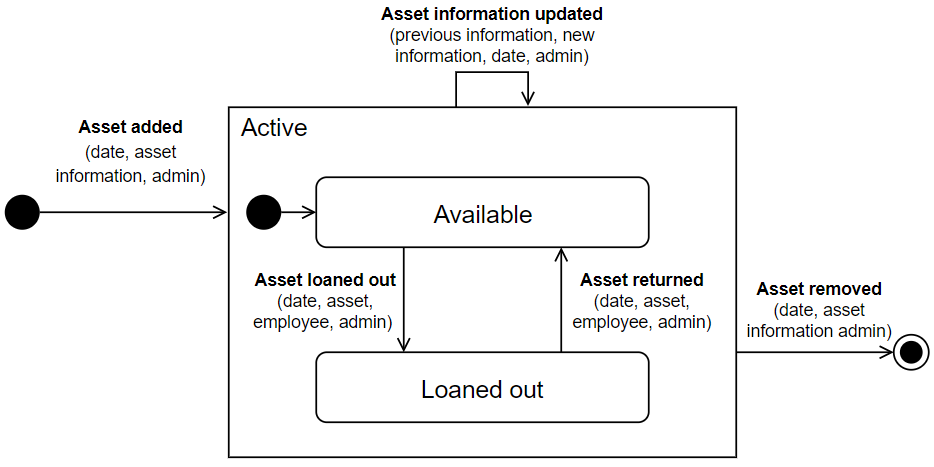 Asset information updated
(previous information, new
information, date, admin)
Asset added
(date, asset
information, admin)
Active
Available
Asset loaned out
(date, asset,
employee, admin)
Asset returned
(date, asset,
employee, admin)
Asset removed
(date, asset
information admin)
Loaned out